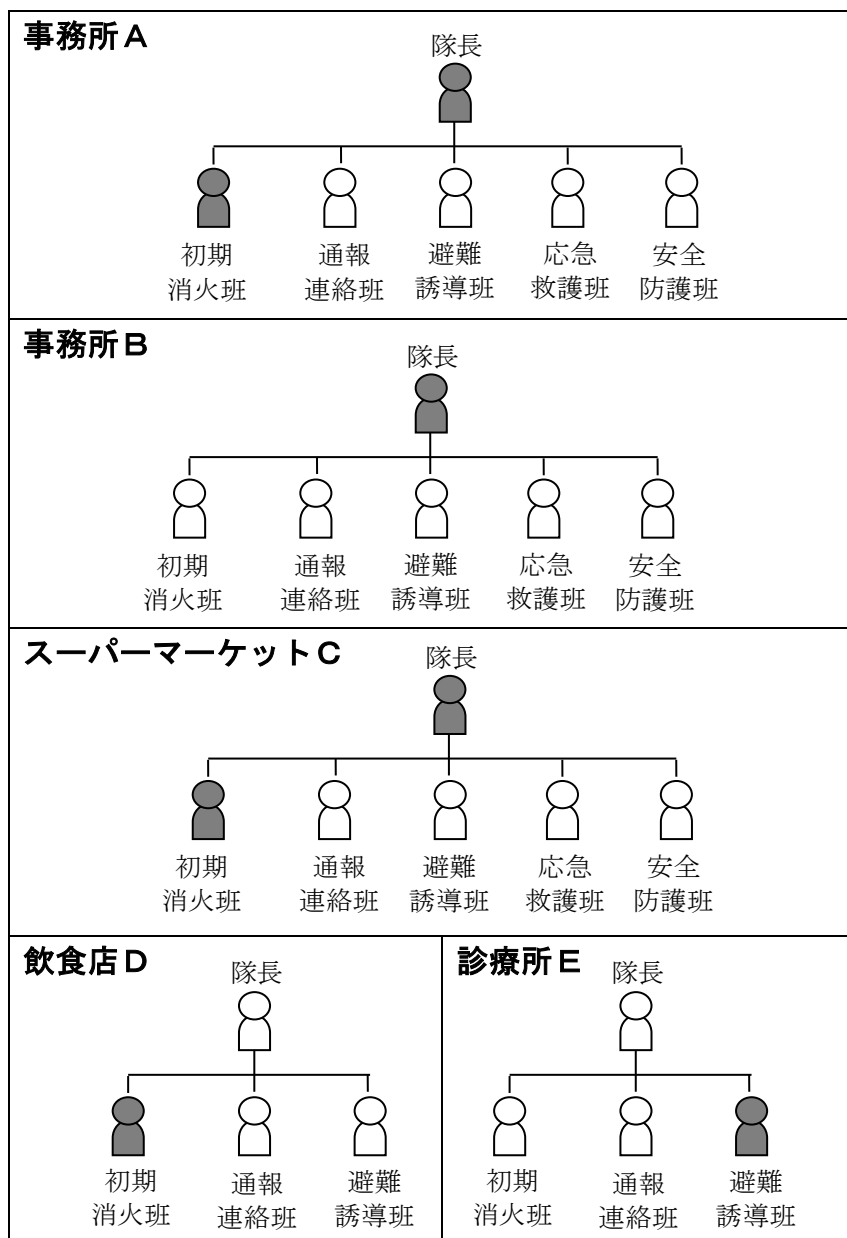 事務所A
隊長
初期 通報 避難 応急 安全
消火班 連絡班 誘導班 救護班 防護班
事務所B
隊長
初期 通報 避難 応急 安全
消火班 連絡班 誘導班 救護班 防護班
スーパーマーケットC
隊長
初期 通報 避難 応急 安全
消火班 連絡班 誘導班 救護班 防護班
飲食店D
隊長
初期 通報 避難
消火班 連絡班 誘導班
診療所E
隊長
初期 通報 避難
消火班 連絡班 誘導班